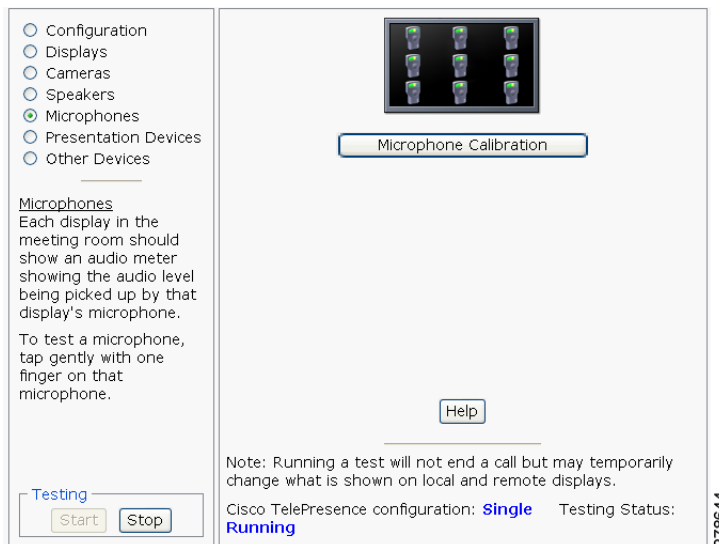 Configuration
Displays
Cameras
Speakers
Microphones
Presentation Devices
Other Devices
Microphones
Each display in the
meeting room should
show an audio meter
showing the audio level
being picked up by that
display's microphone.
To test a microphone,
tap gently with one
finger on that
microphone.
Testing
Start
Stop
Microphone Calibration
Help
Note: Running a test will not end a call but may temporarily
change what is shown on local and remote displays.
Cisco TelePresence configuration: Single Testing Status:
Running